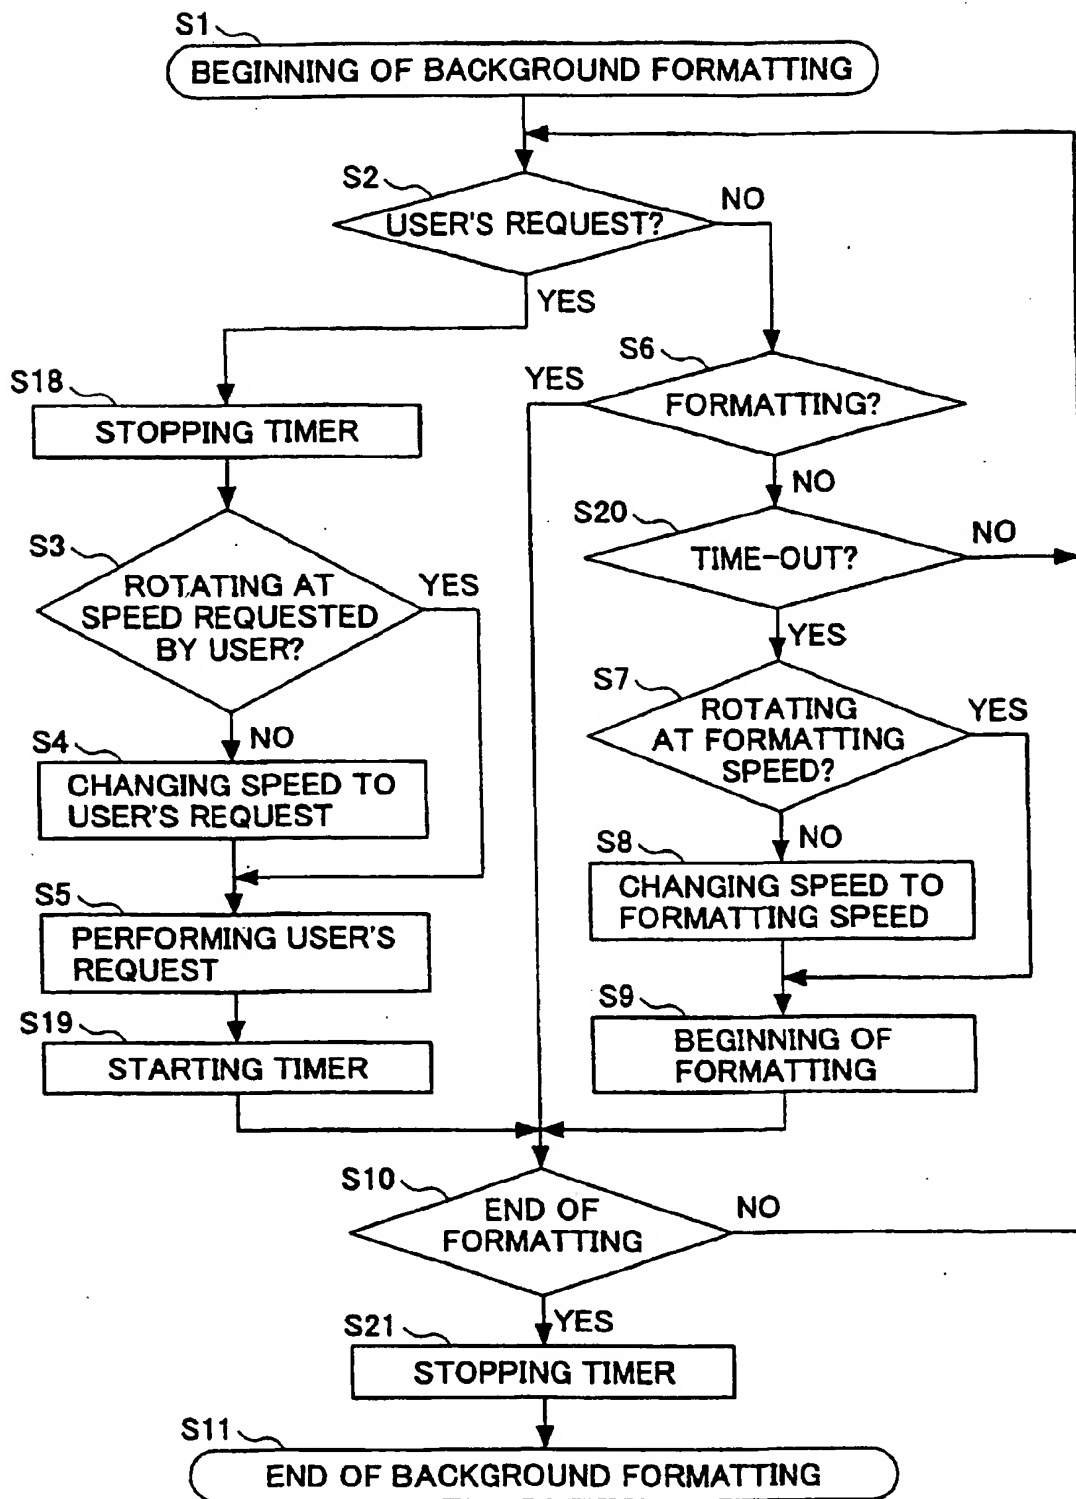 S1
BEGINNING OF BACKGROUND FORMATTING
S2
USER'S REQUEST?
NO
YES
S18
STOPPING TIMER
S6
YES
FORMATTING?
NO
S20
TIME-OUT?
NO
YES
S3
ROTATING AT
SPEED REQUESTED
BY USER?
YES
NO
S4
CHANGING SPEED TO
USER'S REQUEST
S7
ROTATING
AT FORMATTING
SPEED?
YES
NO
S8
CHANGING SPEED TO
FORMATTING SPEED
S5
PERFORMING USER'S
REQUEST
S19
STARTING TIMER
S9
BEGINNING OF
FORMATTING
S10
END OF
FORMATTING
NO
YES
S21
STOPPING TIMER
S11
END OF BACKGROUND FORMATTING